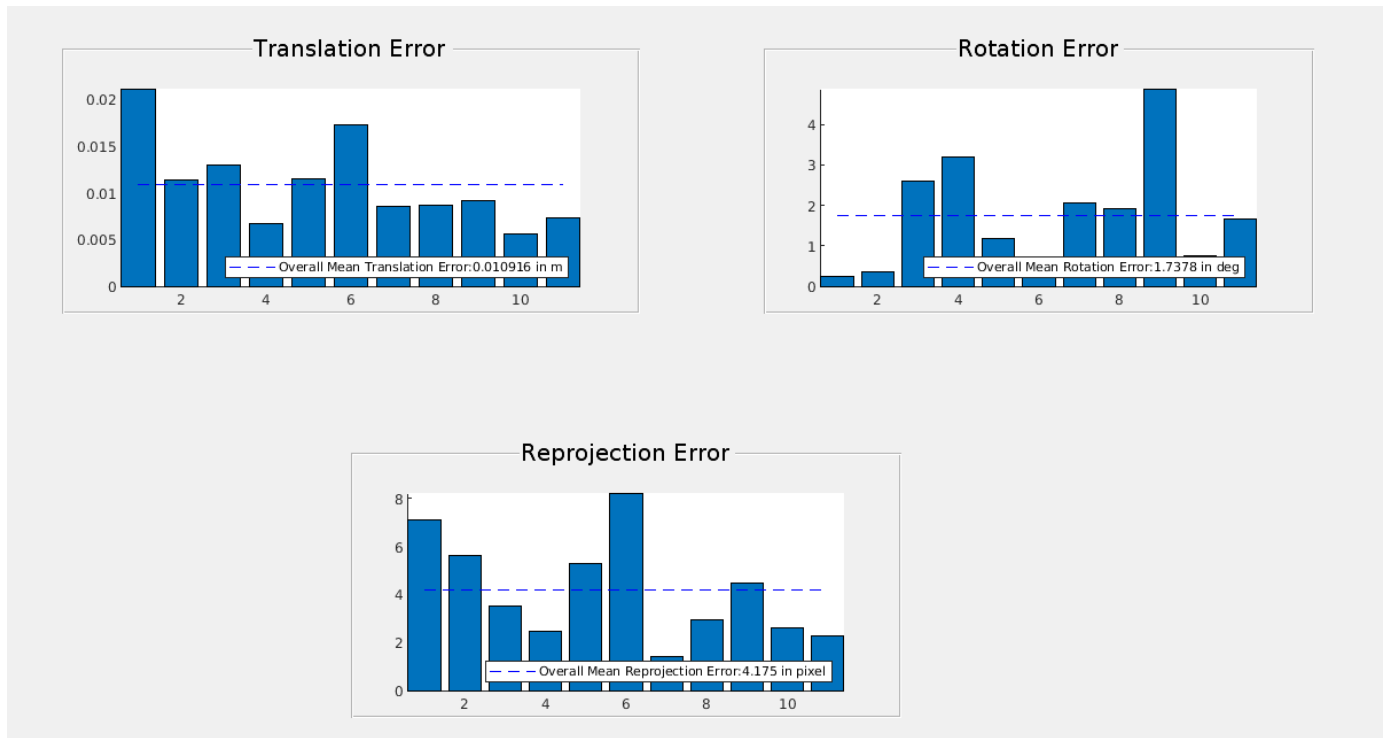 Translation Error
0.02
0.015
0.01
0.005
0
2 4 6 8 10
Overall Mean Translation Error:0.010916 in m
Rotation Error
4
3
2
1
0
2 4 6 8 10
Overall Mean Rotation Error:1.7378 in deg
Reprojection Error
8
6
4
2
0
2 4 6 8 10
Overall Mean Reprojection Error:4.175 in pixel